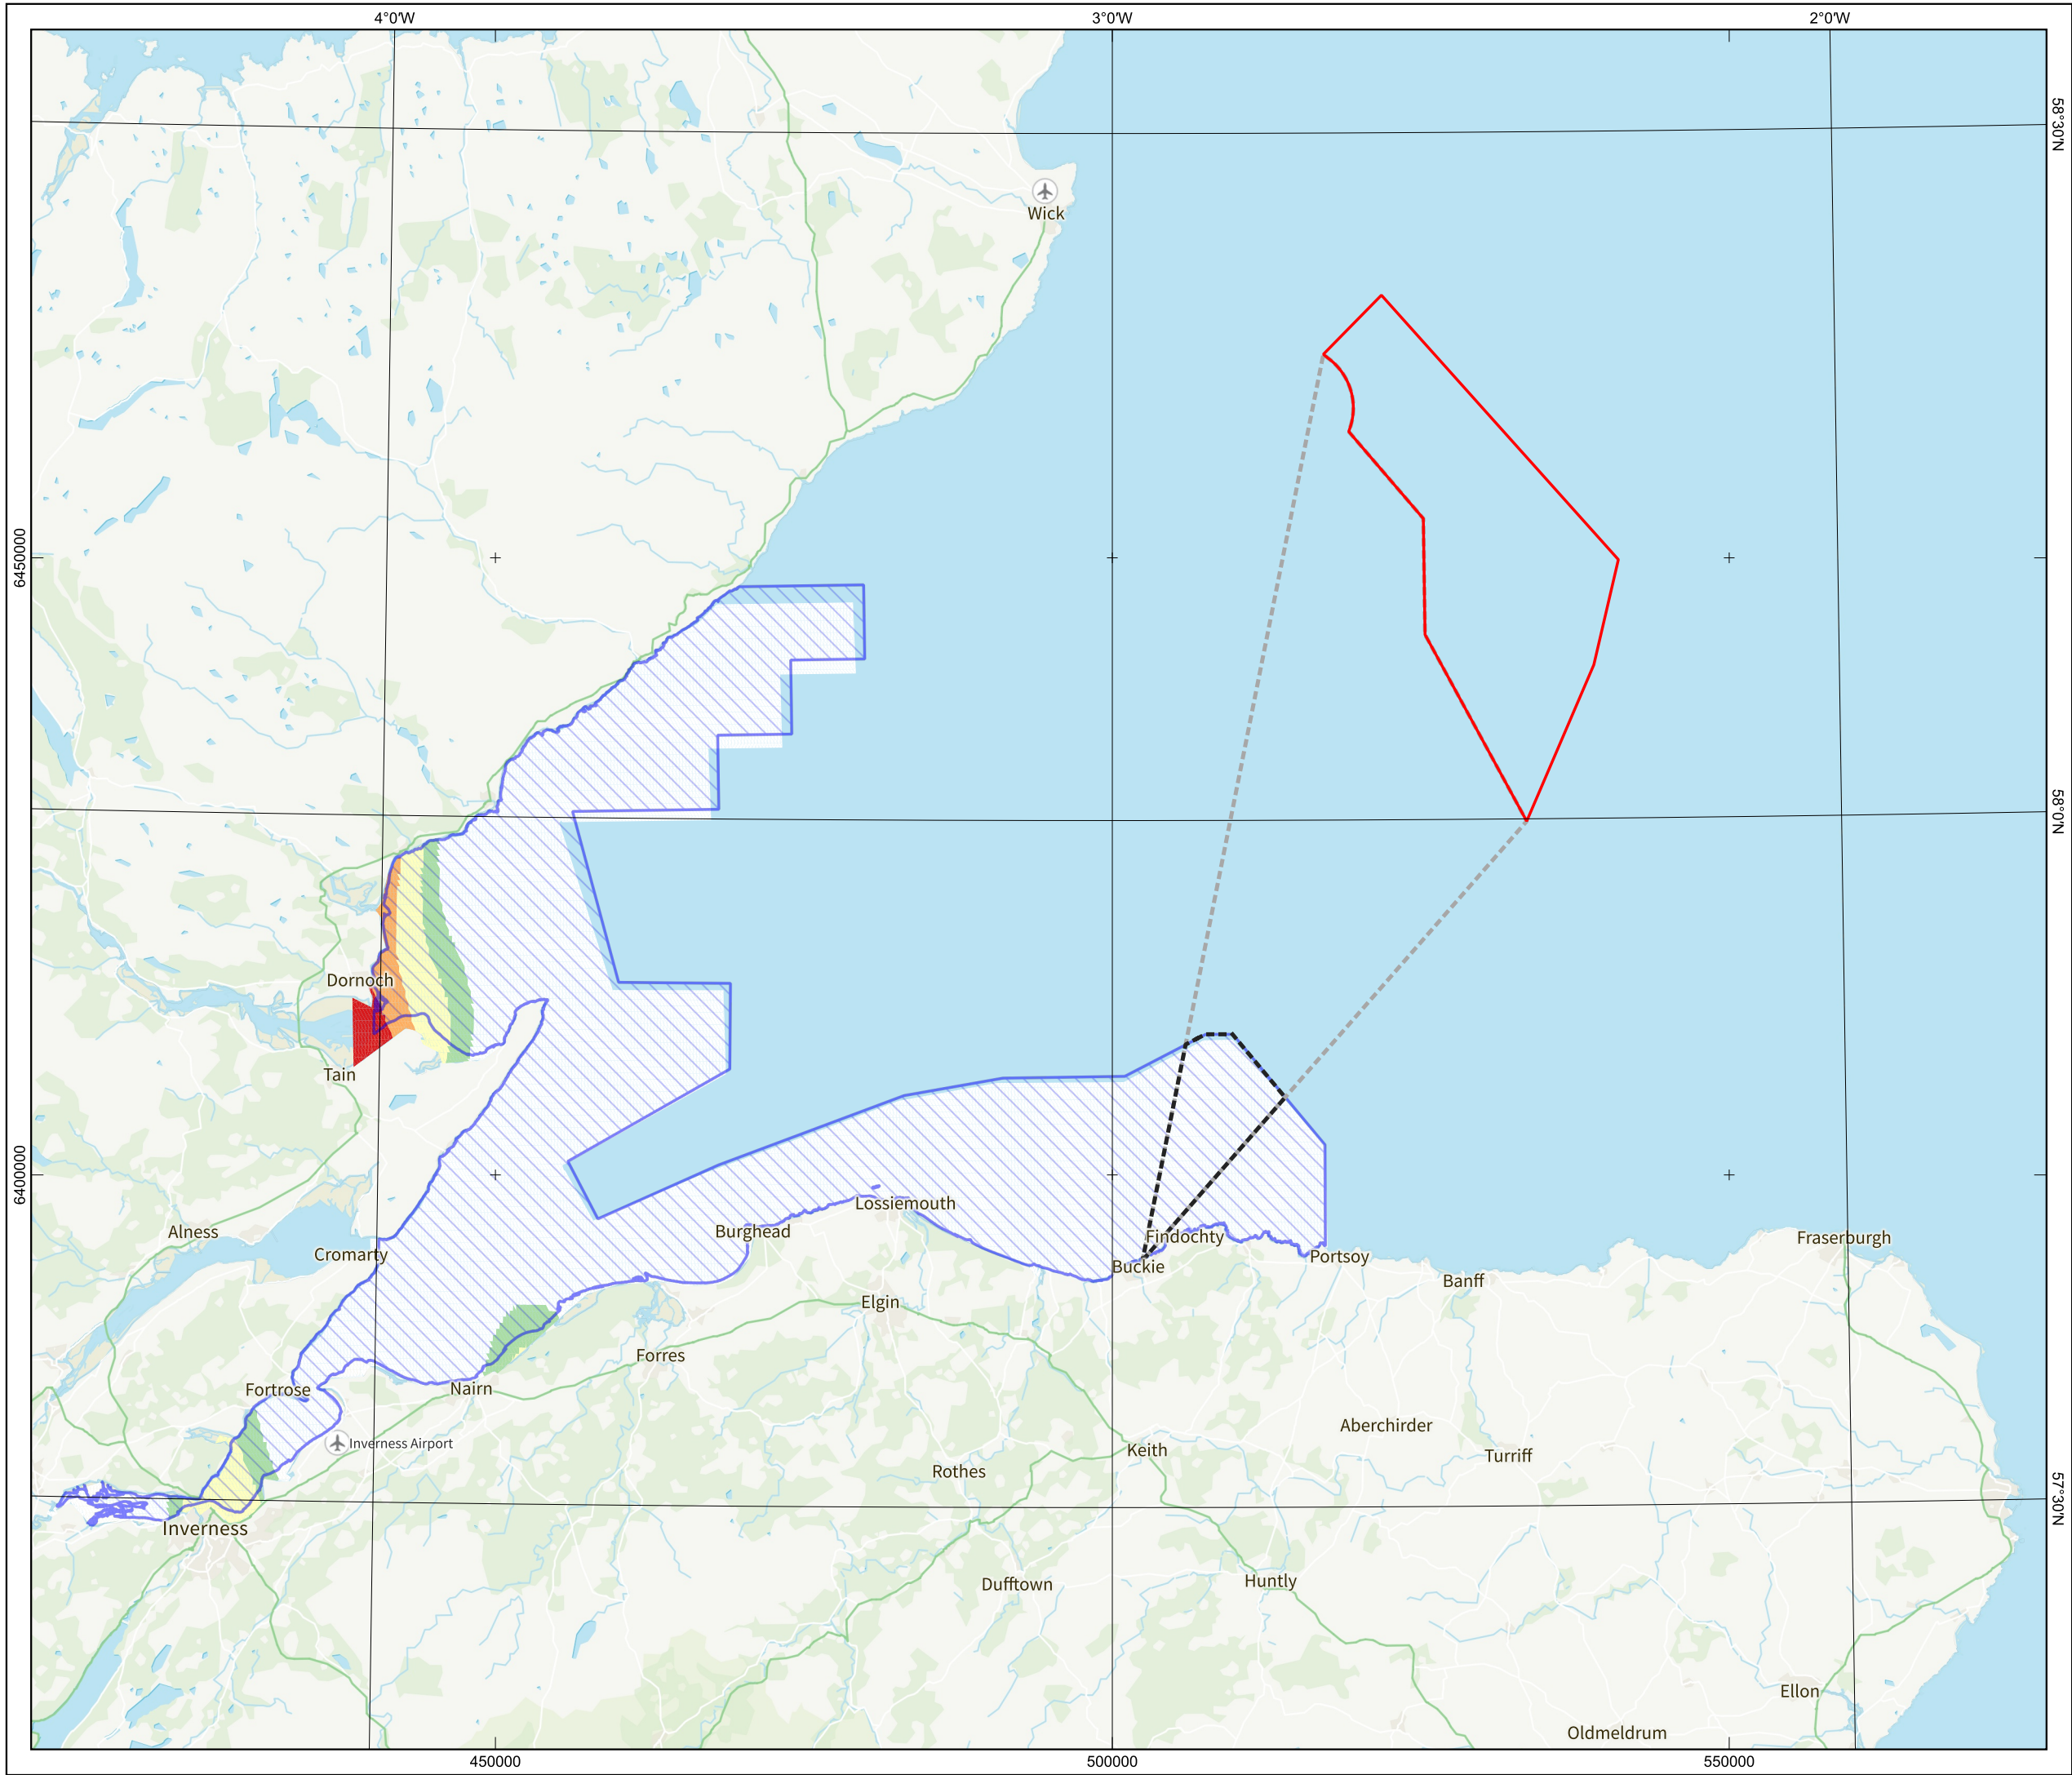 4°0'W
3°0'W
2°0'W
58°30'N
Wick
6450000
58°0'N
Dornoch
Tain
6400000
Lossiemouth
Alness
Burghead
Findochty
Fraserburgh
Cromarty
Portsoy
Buckie
Banff
Elgin
Forres
Fortrose
Nairn
Aberchirder
Inverness Airport
Keith
Turriff
Rothes
57°30'N
Inverness
Huntly
Dufftown
Ellon
Oldmeldrum
450000
500000
550000